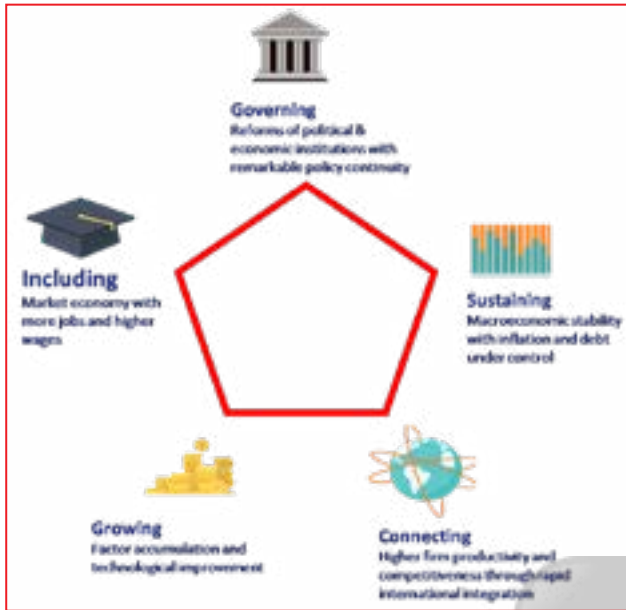 Governing
Reforms of political &
economic institutions with
remarkable policy continuity
Including
Market economy with
more jobs and higher
wages
Sustaining
Macroeconomic stability
with inflation and debt
under control
Growing
Factor accumulation and
technological improvement
Connecting
Higher firm productivity and
competitiveness through rapid
international integration